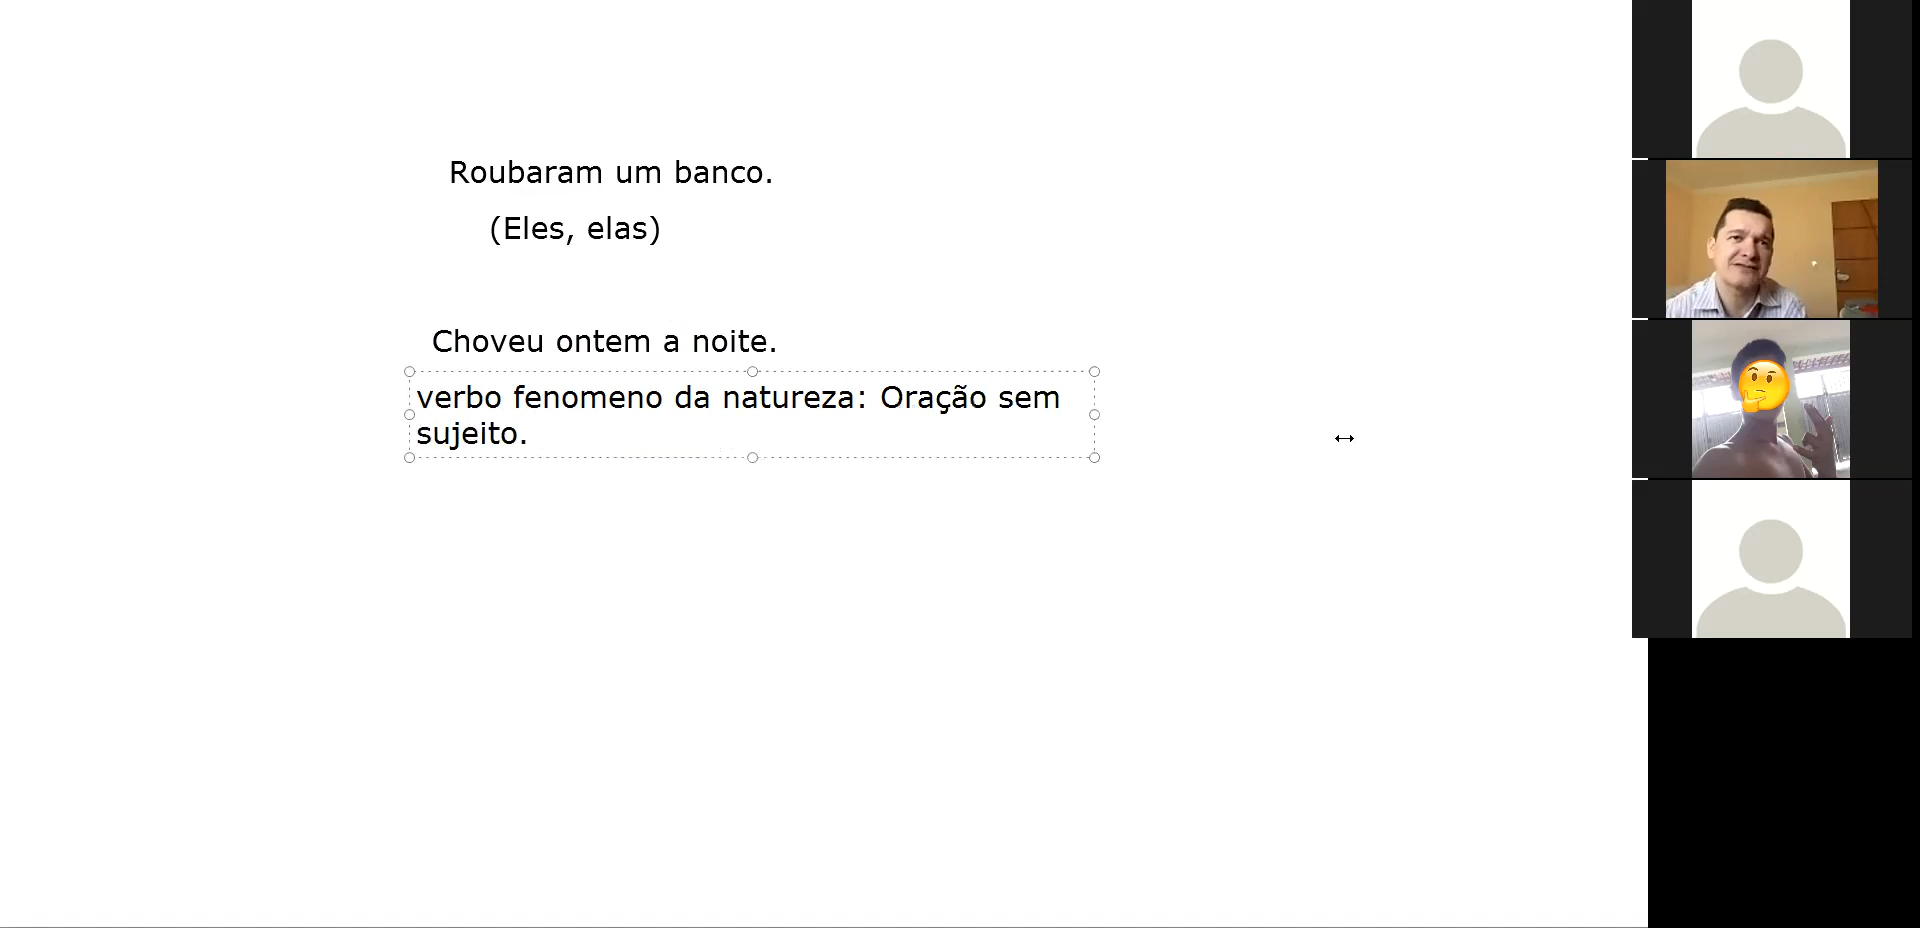 Roubaram um banco.
(Eles, elas)
Choveu ontem a noite.
verbo fenomeno da natureza: Oração sem
sujeito.